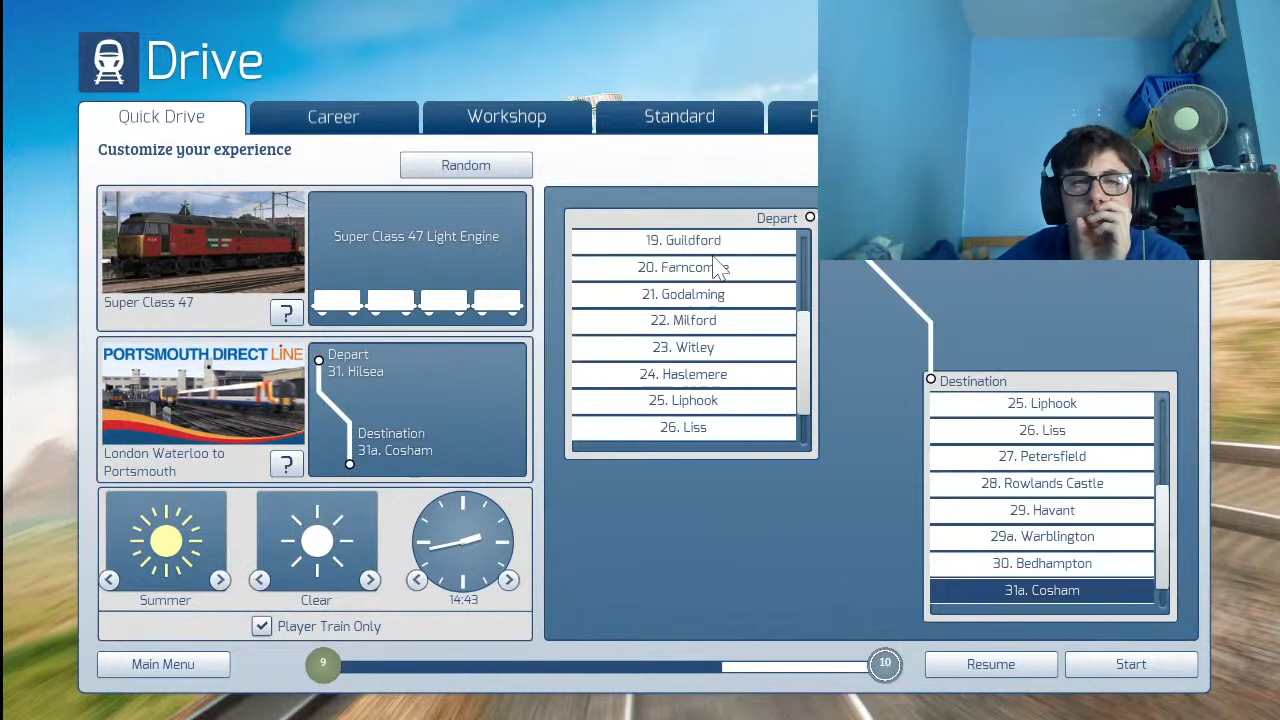 Drive
Quick Drive
Career
Workshop
Standard
F
Customize your experience
Random
Super Class 47 Light Engine
Super Class 47
?
PORTSMOUTH DIRECT LINE
London Waterloo to
Portsmouth
?
Depart
31. Hilsea
Destination
31a. Cosham
Summer
Clear
14:43
Player Train Only
Depart
19. Guildford
20. Farncom
21. Godalming
22. Milford
23. Witley
24. Haslemere
25. Liphook
26. Liss
Destination
25. Liphook
26. Liss
27. Petersfield
28. Rowlands Castle
29. Havant
29a. Warblington
30. Bedhampton
31a. Cosham
Main Menu
9
10
Resume
Start